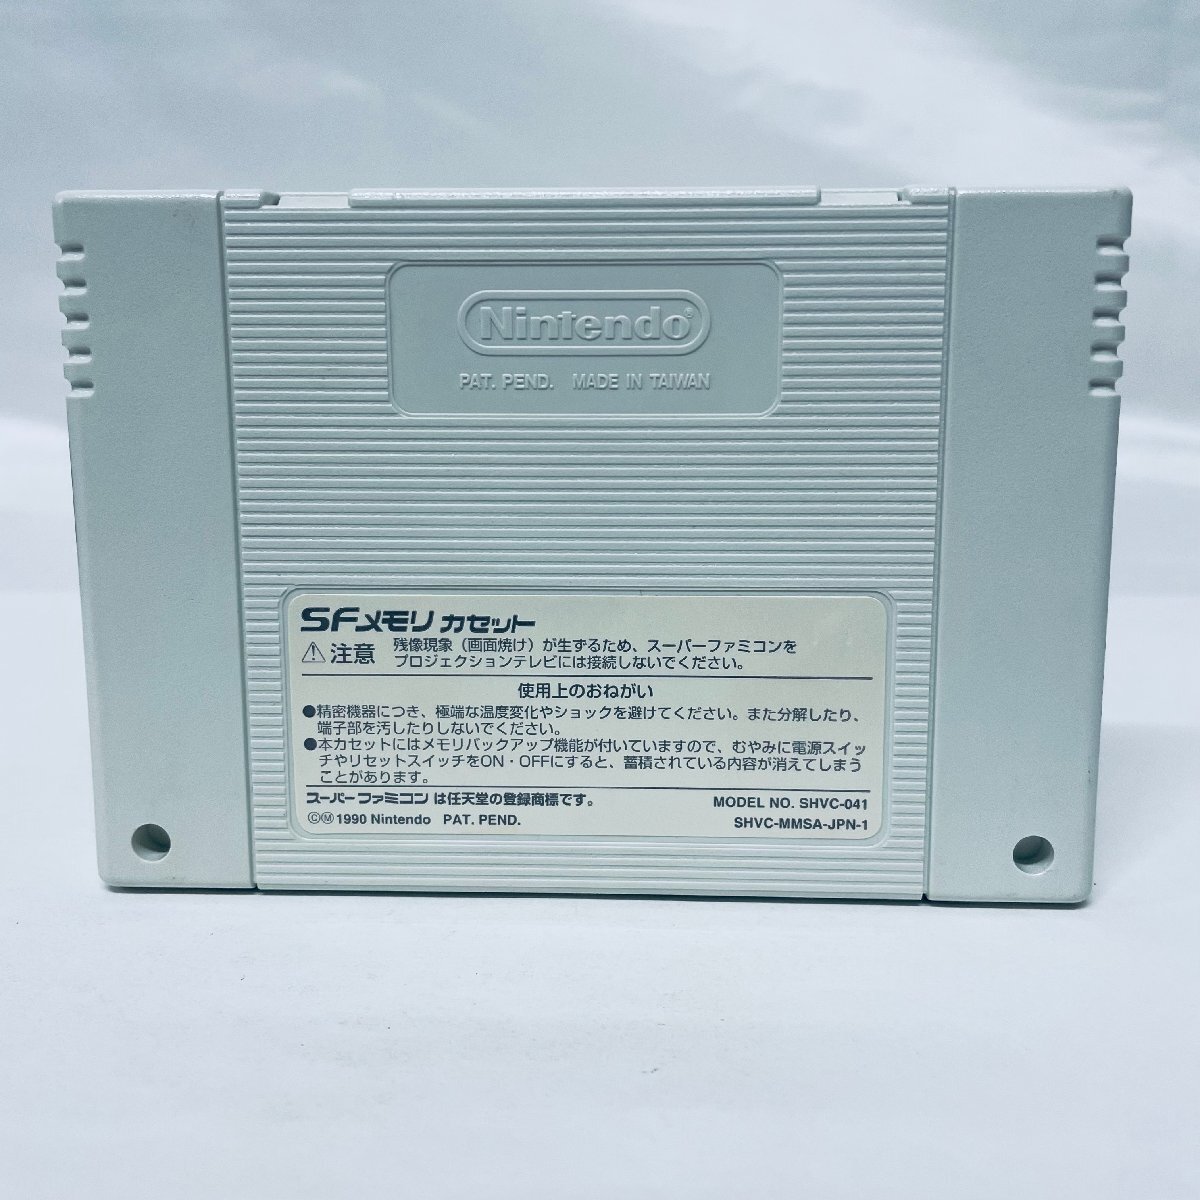 Nintendo®
PAT. PEND. MADE IN TAIWAN
SFメモリ カセット
⚠注意 残像現象（画面焼け）が生ずるため、スーパーファミコンを
プロジェクションテレビには接続しないでください。
使用上のおねがい
●精密機器につき、極端な温度変化やショックを避けてください。また分解したり、
端子部を汚したりしないでください。
●本カセットにはメモリバックアップ機能が付いていますので、むやみに電源スイッ
チやリセットスイッチをON・OFFにすると、蓄積されている内容が消えてしまう
ことがあります。
スーパーファミコンは任天堂の登録商標です。
MODEL NO. SHVC-041
ⒸⓂ1990 Nintendo PAT. PEND.
SHVC-MMSA-JPN-1